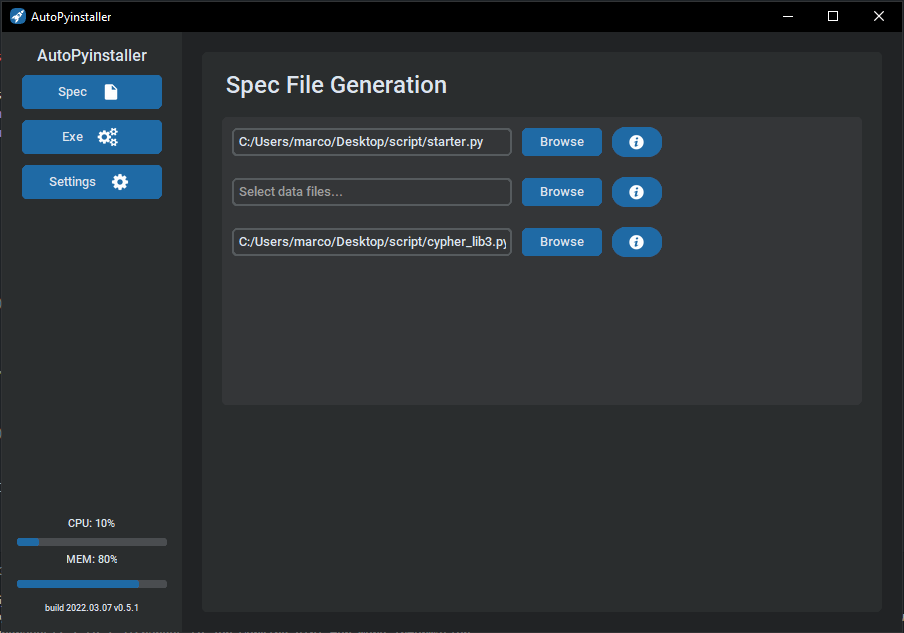 AutoPyinstaller
AutoPyinstaller
Spec
Exe
Settings
Spec File Generation
C:/Users/marco/Desktop/script/starter.py
Browse
Select data files...
Browse
C:/Users/marco/Desktop/script/cypher_lib3.py
Browse
CPU: 10%
MEM: 80%
build 2022.03.07 v0.5.1